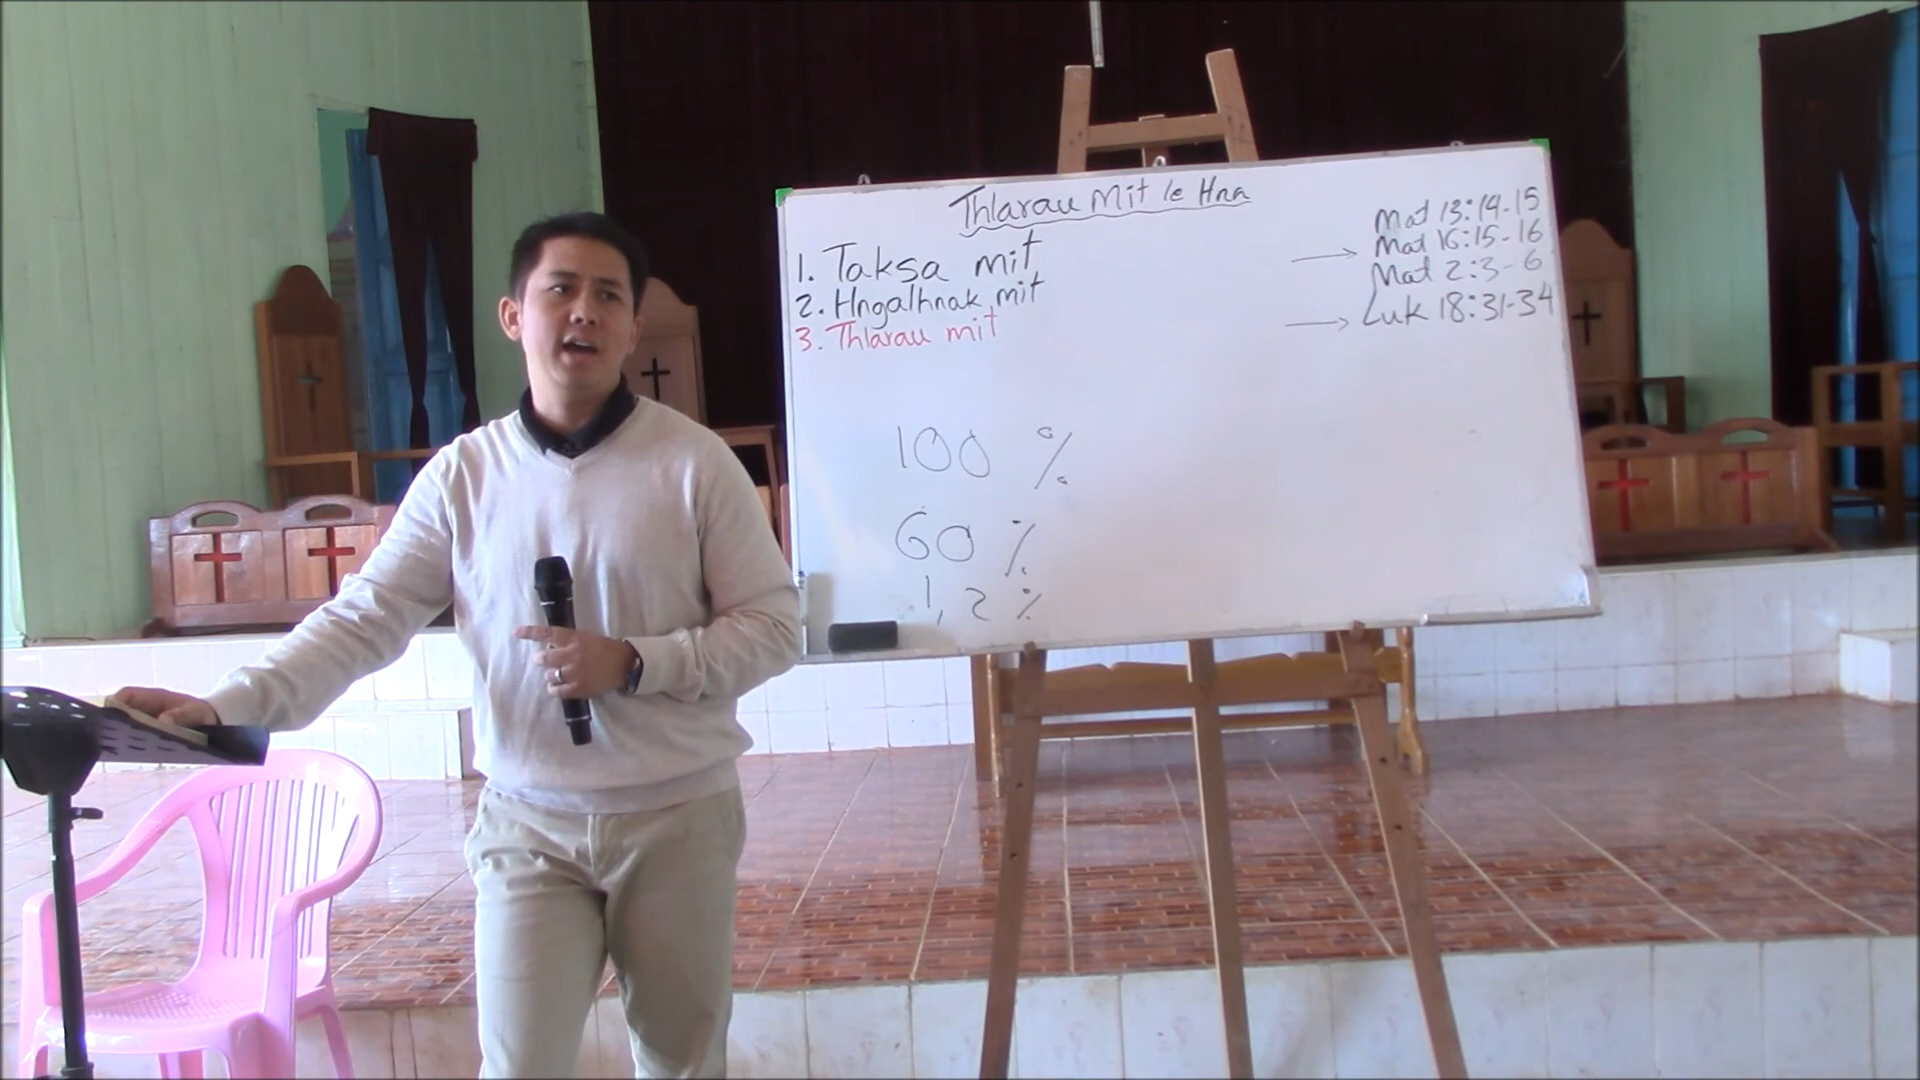 Thlarau Mit le Hna
1. Taksa mit
2. Hngalhnak mit
3. Thlarau mit
Mat 13:14-15
Mat 16:15-16
Mat 2:3-6
Luk 18:31-34
100 %
60 %
1,2 %